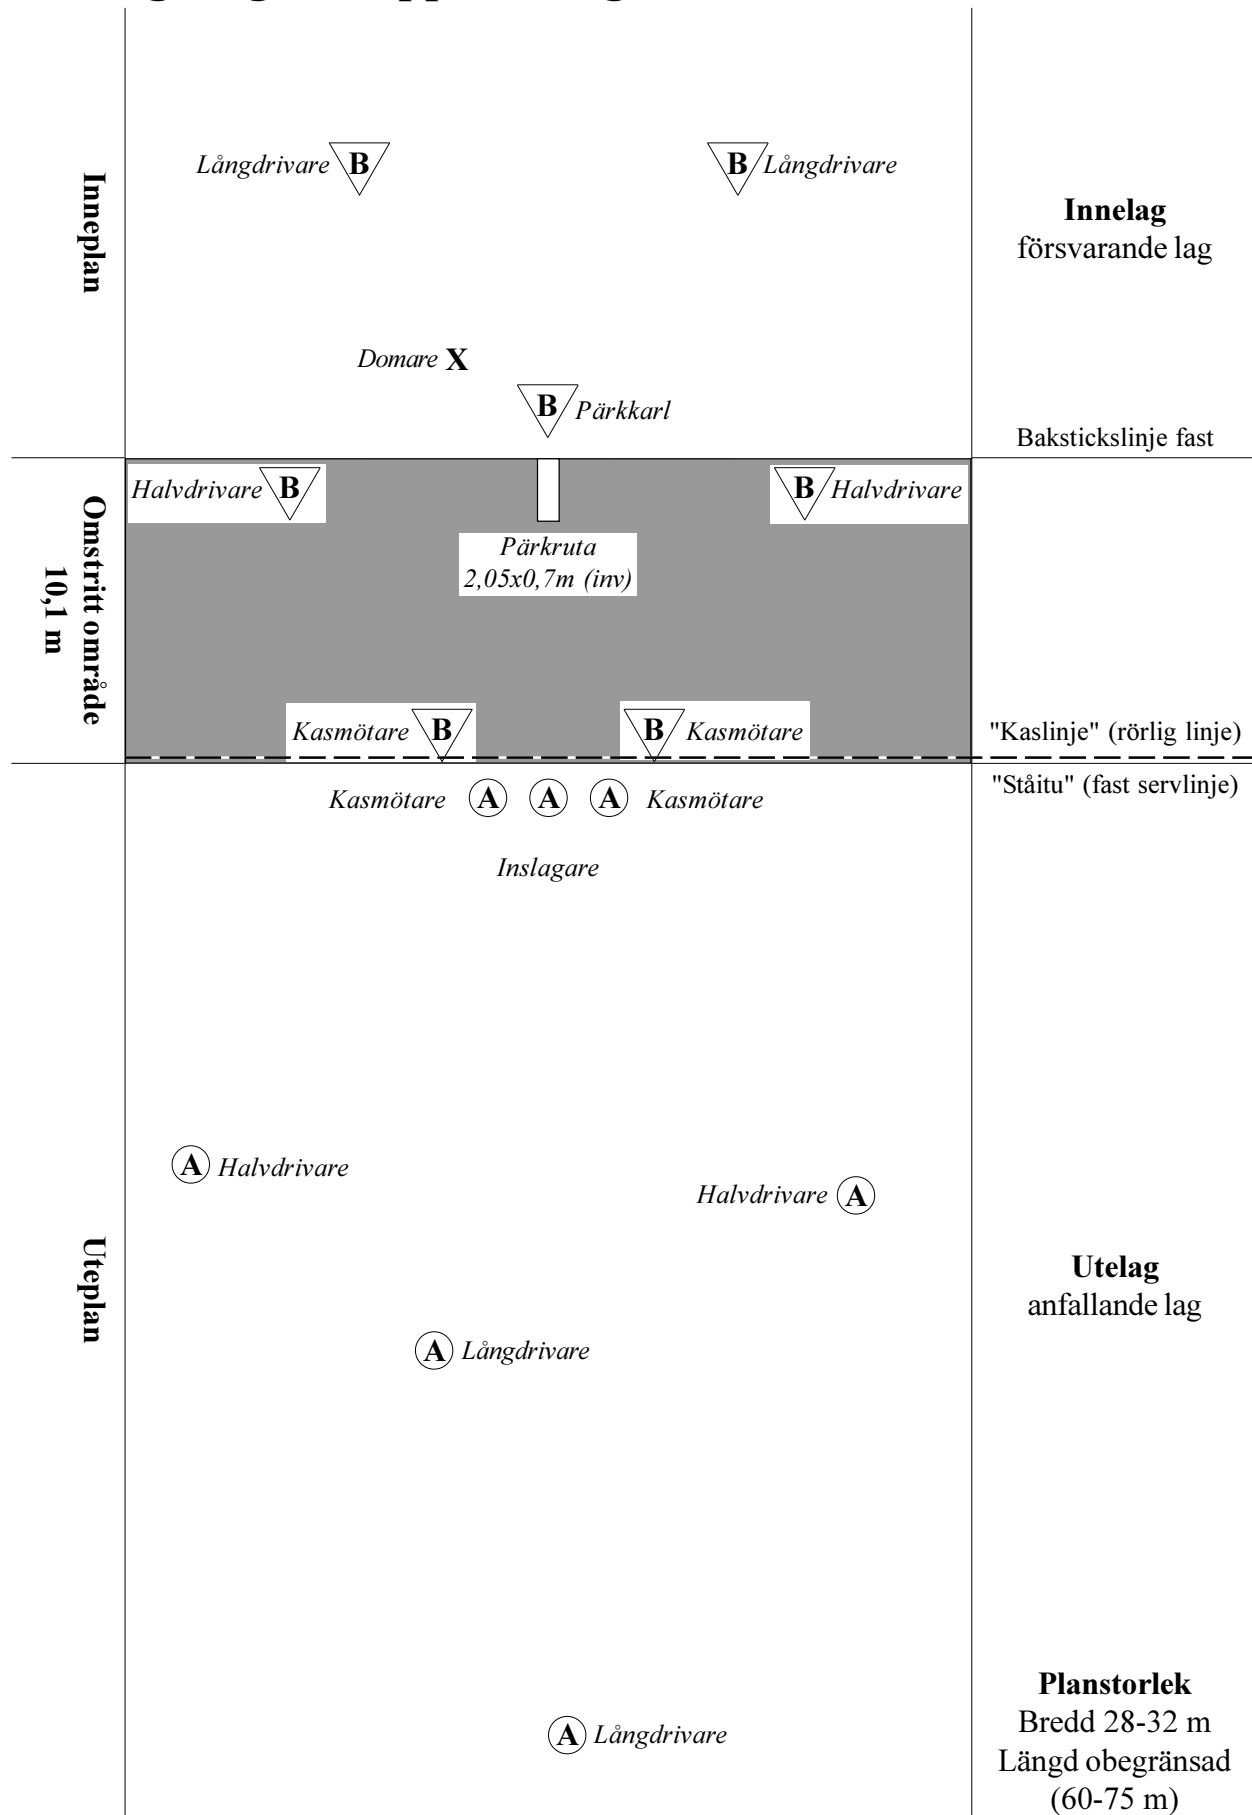 Långdrivare B
B Långdrivare
Inneplan
Innelag
försvarande lag
Domare X
B Pärkkarl
Bakstickslinje fast
Halvdrivare B
B Halvdrivare
Omstritt område
10,1 m
Pärkruta
2,05x0,7m (inv)
Kasmötare B
B Kasmötare
"Kaslinje" (rörlig linje)
"Ståitu" (fast servlinje)
Kasmötare A A A Kasmötare
Inslagare
A Halvdrivare
Halvdrivare A
Uteplan
Utelag
anfallande lag
A Långdrivare
Planstorlek
Bredd 28-32 m
Längd obegränsad
(60-75 m)
A Långdrivare